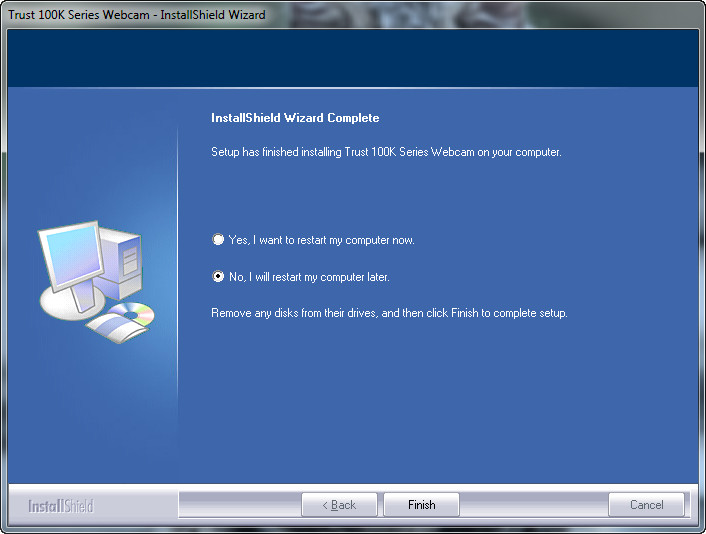 Trust 100K Series Webcam - InstallShield Wizard
InstallShield Wizard Complete
Setup has finished installing Trust 100K Series Webcam on your computer.
Yes, I want to restart my computer now.
No, I will restart my computer later.
Remove any disks from their drives, and then click Finish to complete setup.
InstallShield
< Back
Finish
Cancel